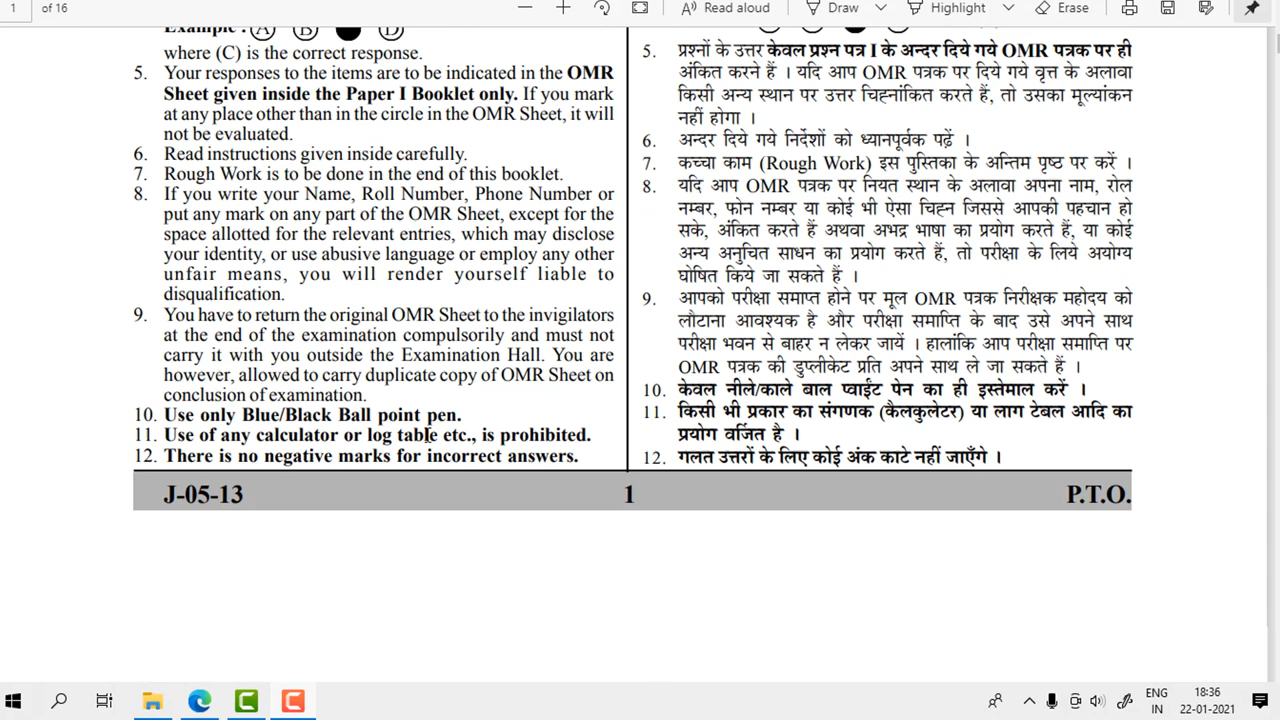 1
of 16
Read aloud
Draw
Highlight
Erase
Example : (A) (B) (D)
where (C) is the correct response.
5. Your responses to the items are to be indicated in the OMR
Sheet given inside the Paper I Booklet only. If you mark
at any place other than in the circle in the OMR Sheet, it will
not be evaluated.
6. Read instructions given inside carefully.
7. Rough Work is to be done in the end of this booklet.
8. If you write your Name, Roll Number, Phone Number or
put any mark on any part of the OMR Sheet, except for the
space allotted for the relevant entries, which may disclose
your identity, or use abusive language or employ any other
unfair means, you will render yourself liable to
disqualification.
9. You have to return the original OMR Sheet to the invigilators
at the end of the examination compulsorily and must not
carry it with you outside the Examination Hall. You are
however, allowed to carry duplicate copy of OMR Sheet on
conclusion of examination.
10. Use only Blue/Black Ball point pen.
11. Use of any calculator or log table etc., is prohibited.
12. There is no negative marks for incorrect answers.
5. प्रश्नों के उत्तर केवल प्रश्न पत्र I के अन्दर दिये गये OMR पत्रक पर ही
अंकित करने हैं । यदि आप OMR पत्रक पर दिये गये वृत्त के अलावा
किसी अन्य स्थान पर उत्तर चिह्नांकित करते हैं, तो उसका मूल्यांकन
नहीं होगा ।
6. अन्दर दिये गये निर्देशों को ध्यानपूर्वक पढ़ें ।
7. कच्चा काम (Rough Work) इस पुस्तिका के अन्तिम पृष्ठ पर करें ।
8. यदि आप OMR पत्रक पर नियत स्थान के अलावा अपना नाम, रोल
नम्बर, फोन नम्बर या कोई भी ऐसा चिह्न जिससे आपकी पहचान हो
सके, अंकित करते हैं अथवा अभद्र भाषा का प्रयोग करते हैं, या कोई
अन्य अनुचित साधन का प्रयोग करते हैं, तो परीक्षा के लिये अयोग्य
घोषित किये जा सकते हैं ।
9. आपको परीक्षा समाप्त होने पर मूल OMR पत्रक निरीक्षक महोदय को
लौटाना आवश्यक है और परीक्षा समाप्ति के बाद उसे अपने साथ
परीक्षा भवन से बाहर न लेकर जायें । हालांकि आप परीक्षा समाप्ति पर
OMR पत्रक की डुप्लीकेट प्रति अपने साथ ले जा सकते हैं ।
10. केवल नीले/काले बाल प्वाईंट पेन का ही इस्तेमाल करें ।
11. किसी भी प्रकार का संगणक (कैलकुलेटर) या लाग टेबल आदि का
प्रयोग वर्जित है ।
12. गलत उत्तरों के लिए कोई अंक काटे नहीं जाएँगे ।
J-05-13 1 P.T.O.
ENG
IN
18:36
22-01-2021